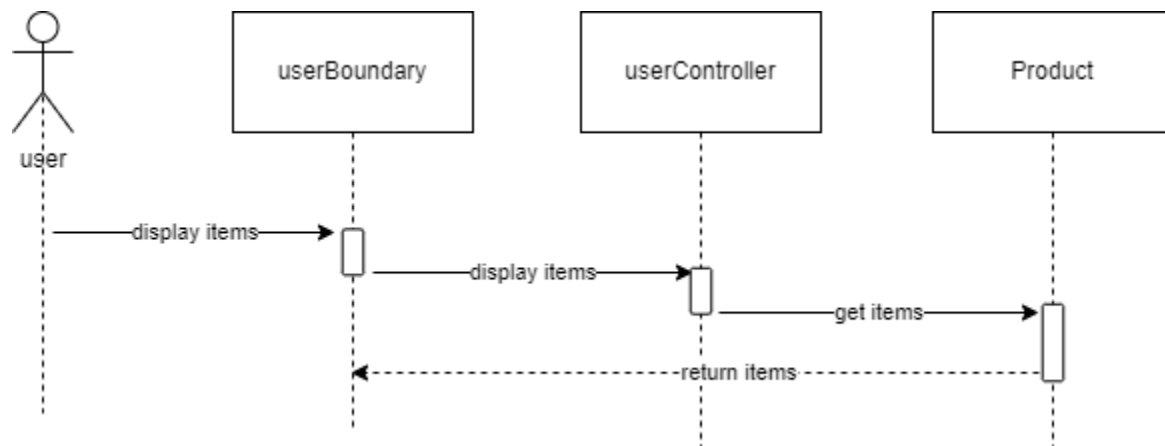 userBoundary
userController
Product
user
display items
display items
get items
return items